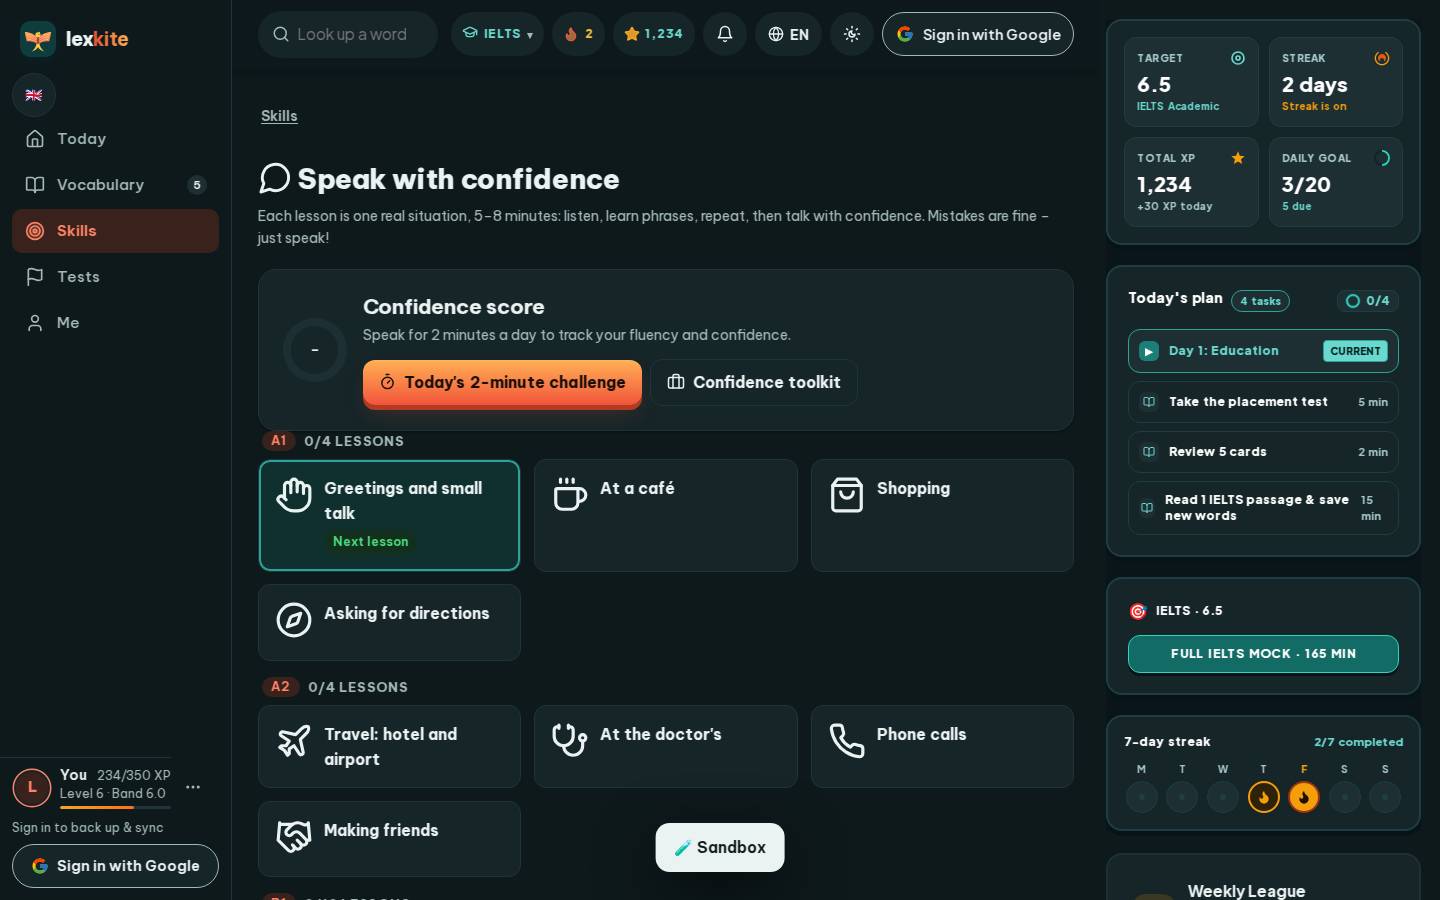 lexkite
Today
Vocabulary 5
Skills
Tests
Me
You 234/350 XP
Level 6 · Band 6.0
Sign in to back up & sync
Sign in with Google
Look up a word
IELTS
2
1,234
EN
Sign in with Google
Skills
Speak with confidence
Each lesson is one real situation, 5–8 minutes: listen, learn phrases, repeat, then talk with confidence. Mistakes are fine –
just speak!
-
Confidence score
Speak for 2 minutes a day to track your fluency and confidence.
Today's 2-minute challenge
Confidence toolkit
A1 0/4 LESSONS
Greetings and small
talk
Next lesson
At a café
Shopping
Asking for directions
A2 0/4 LESSONS
Travel: hotel and
airport
At the doctor's
Phone calls
Making friends
Sandbox
TARGET
6.5
IELTS Academic
STREAK
2 days
Streak is on
TOTAL XP
1,234
+30 XP today
DAILY GOAL
3/20
5 due
Today's plan 4 tasks 0/4
Day 1: Education CURRENT
Take the placement test 5 min
Review 5 cards 2 min
Read 1 IELTS passage & save 15
new words min
IELTS · 6.5
FULL IELTS MOCK · 165 MIN
7-day streak 2/7 completed
M T W T F S S
Weekly League